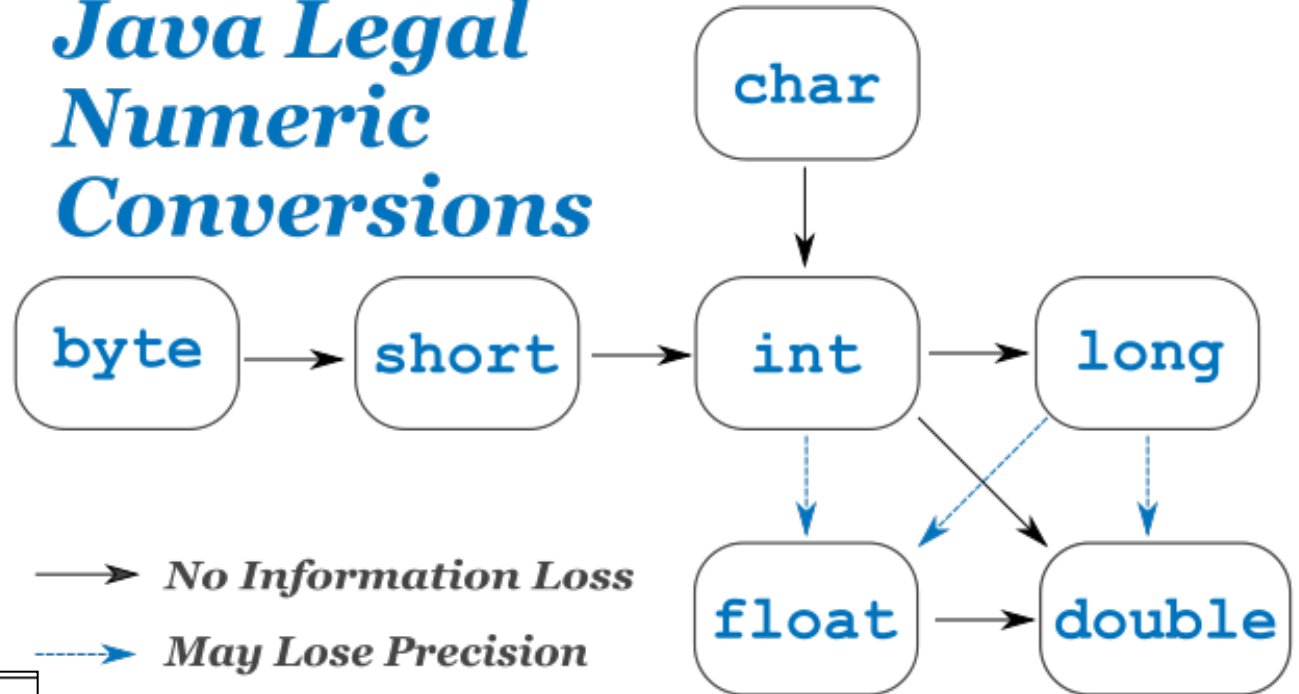 Java Legal
Numeric
Conversions
char
byte
short
int
long
float
double
No Information Loss
May Lose Precision